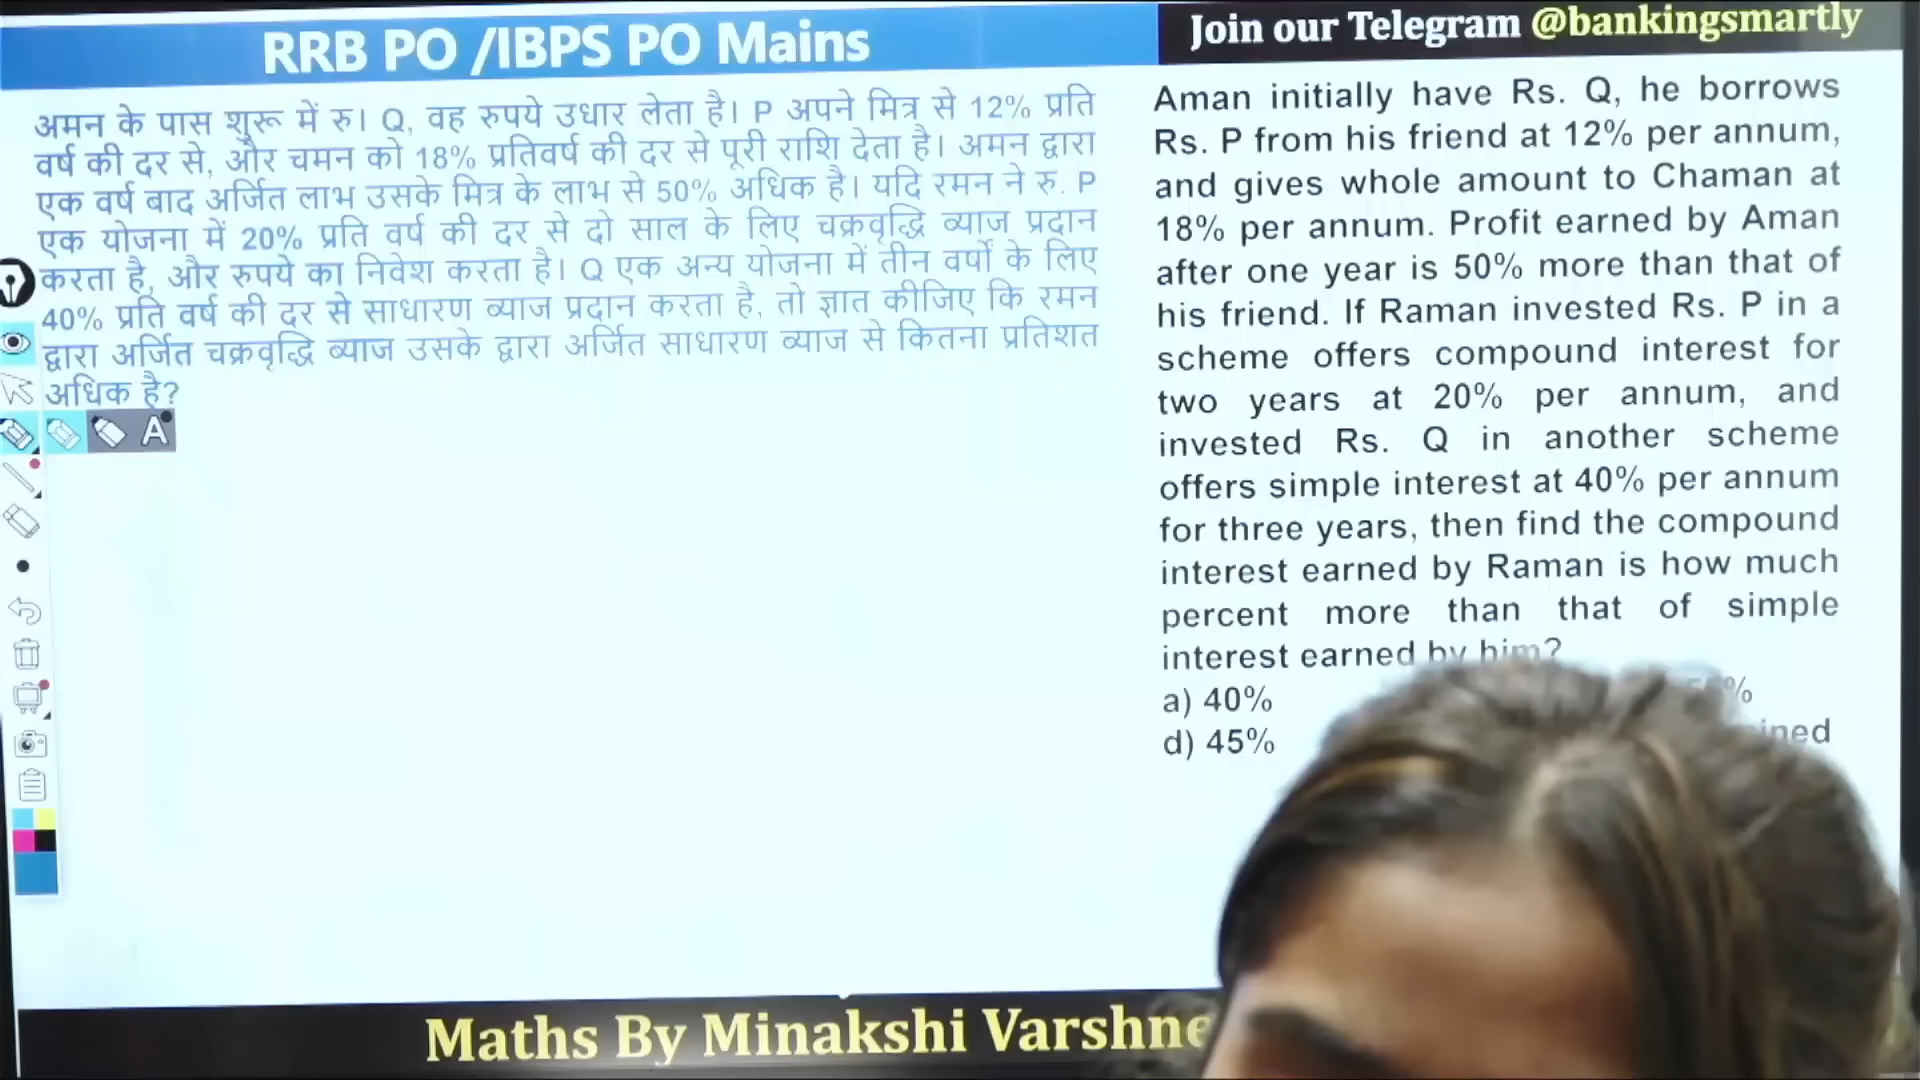 RRB PO /IBPS PO Mains
Join our Telegram @bankingsmartly
अमन के पास शुरू में रु। Q, वह रुपये उधार लेता है। P अपने मित्र से 12% प्रति
वर्ष की दर से, और चमन को 18% प्रतिवर्ष की दर से पूरी राशि देता है। अमन द्वारा
एक वर्ष बाद अर्जित लाभ उसके मित्र के लाभ से 50% अधिक है। यदि रमन ने रु. P
एक योजना में 20% प्रति वर्ष की दर से दो साल के लिए चक्रवृद्धि ब्याज प्रदान
करता है, और रुपये का निवेश करता है। Q एक अन्य योजना में तीन वर्षों के लिए
40% प्रति वर्ष की दर से साधारण ब्याज प्रदान करता है, तो ज्ञात कीजिए कि रमन
द्वारा अर्जित चक्रवृद्धि ब्याज उसके द्वारा अर्जित साधारण ब्याज से कितना प्रतिशत
अधिक है?
A
Aman initially have Rs. Q, he borrows
Rs. P from his friend at 12% per annum,
and gives whole amount to Chaman at
18% per annum. Profit earned by Aman
after one year is 50% more than that of
his friend. If Raman invested Rs. P in a
scheme offers compound interest for
two years at 20% per annum, and
invested Rs. Q in another scheme
offers simple interest at 40% per annum
for three years, then find the compound
interest earned by Raman is how much
percent more than that of simple
interest earned by him?
a) 40%
d) 45%
Maths By Minakshi